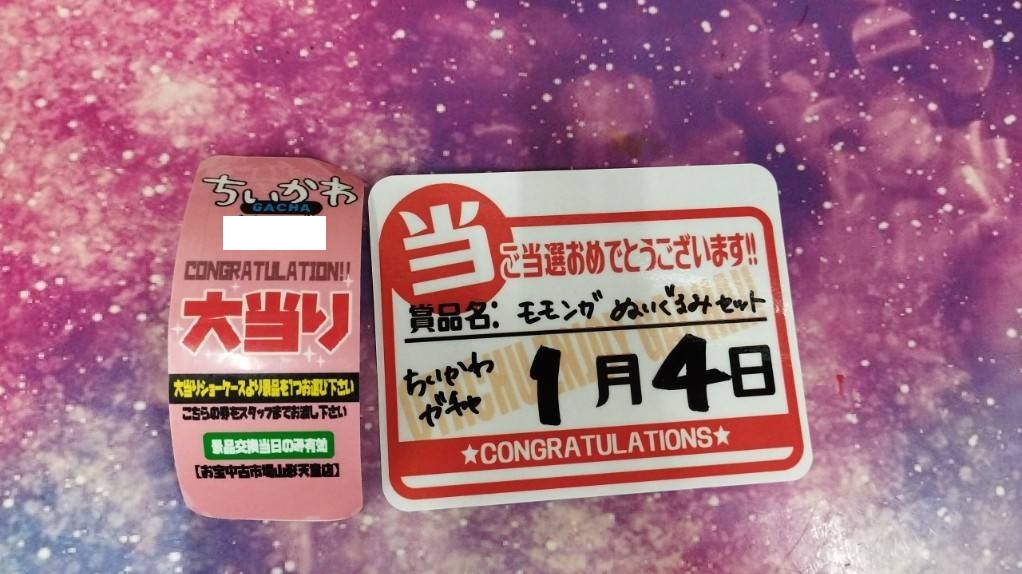 ちいかわ
GACHA
CONGRATULATION!!
大当り
大当りショーケースより景品を1つお選び下さい
こちらの券をスタッフまでお渡し下さい
景品交換当日のみ有効
【お宝中古市場山形天童店】
当
ご当選おめでとうございます!!
賞品名: モモンガ ぬいぐるみセット
ちいかわ
ガチャ
1月4日
★CONGRATULATIONS★